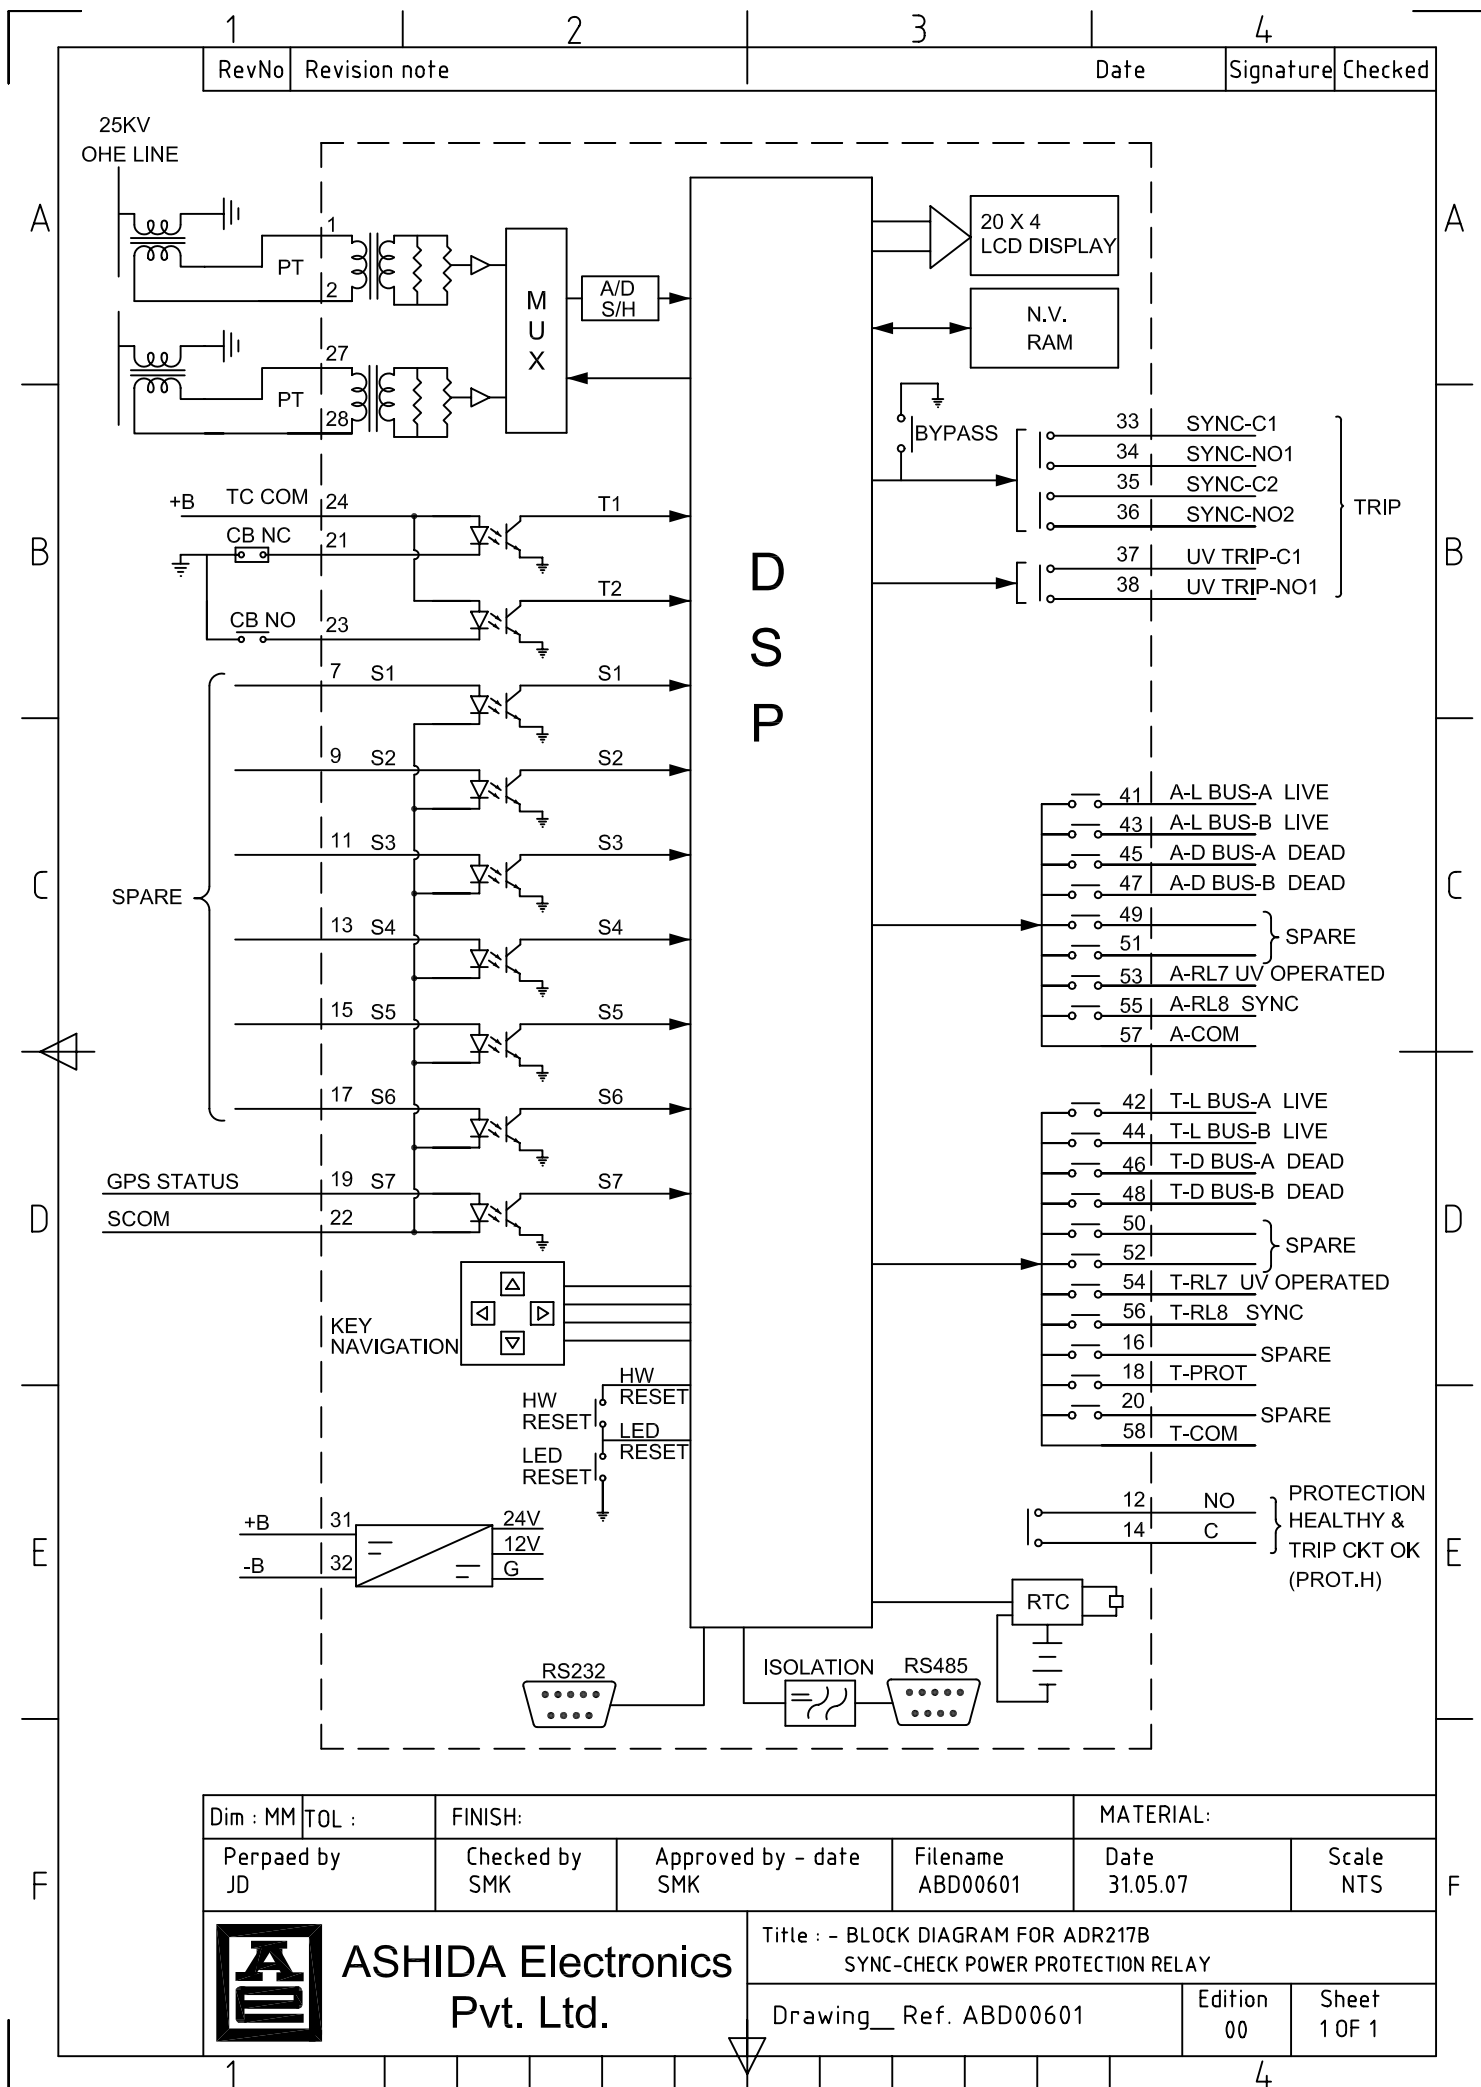 1 2 3 4
RevNo Revision note Date Signature Checked
25KV
OHE LINE
A A
1
PT
2
27
PT
28
M
U
X
A/D
S/H
20 X 4
LCD DISPLAY
N.V.
RAM
BYPASS
33 SYNC-C1
34 SYNC-NO1
35 SYNC-C2
36 SYNC-NO2
37 UV TRIP-C1
38 UV TRIP-NO1
TRIP
+B TC COM 24 T1
CB NC 21
B B
CB NO 23 T2
D
S
P
7 S1 S1
9 S2 S2
11 S3 S3
C C
SPARE
13 S4 S4
15 S5 S5
17 S6 S6
GPS STATUS 19 S7 S7
SCOM 22
D D
41 A-L BUS-A LIVE
43 A-L BUS-B LIVE
45 A-D BUS-A DEAD
47 A-D BUS-B DEAD
49
51
SPARE
53 A-RL7 UV OPERATED
55 A-RL8 SYNC
57 A-COM
42 T-L BUS-A LIVE
44 T-L BUS-B LIVE
46 T-D BUS-A DEAD
48 T-D BUS-B DEAD
50
52
SPARE
54 T-RL7 UV OPERATED
56 T-RL8 SYNC
16 SPARE
18 T-PROT
20 SPARE
58 T-COM
KEY
NAVIGATION
HW
RESET
HW
RESET
LED
RESET
LED
RESET
E E
+B 31 24V
12V
-B 32 G
12 NO
14 C
PROTECTION
HEALTHY &
TRIP CKT OK
(PROT.H)
RTC
RS232
ISOLATION
RS485
Dim : MM TOL : FINISH: MATERIAL:
Perpaed by
JD
Checked by
SMK
Approved by - date
SMK
Filename
ABD00601
Date
31.05.07
Scale
NTS
F F
AE
ASHIDA Electronics
Pvt. Ltd.
Title : - BLOCK DIAGRAM FOR ADR217B
SYNC-CHECK POWER PROTECTION RELAY
Drawing__ Ref. ABD00601
Edition
00
Sheet
1 OF 1
1 4